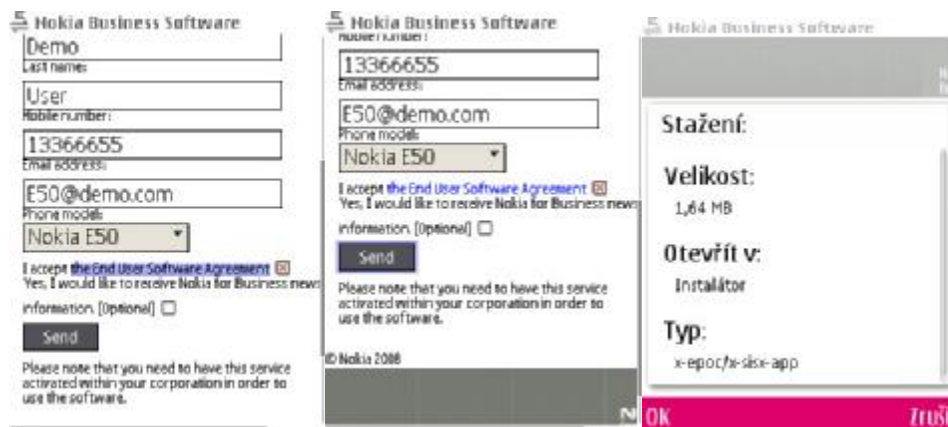 Nokia Business Software
Demo
Last name:
User
Mobile number:
13366655
Email address:
E50@demo.com
Phone model:
Nokia E50
I accept the End User Software Agreement
Yes, I would like to receive Nokia for Business news
information. [Optional]
Send
Please note that you need to have this service
activated within your corporation in order to
use the software.
Nokia Business Software
Mobile number:
13366655
Email address:
E50@demo.com
Phone model:
Nokia E50
I accept the End User Software Agreement
Yes, I would like to receive Nokia for Business news
information. [Optional]
Send
Please note that you need to have this service
activated within your corporation in order to
use the software.
© Nokia 2008
Nokia Business Software
Stažení:
Velikost:
1,64 MB
Otevřít v:
Instalátor
Typ:
x-epoc/x-sisx-app
OK